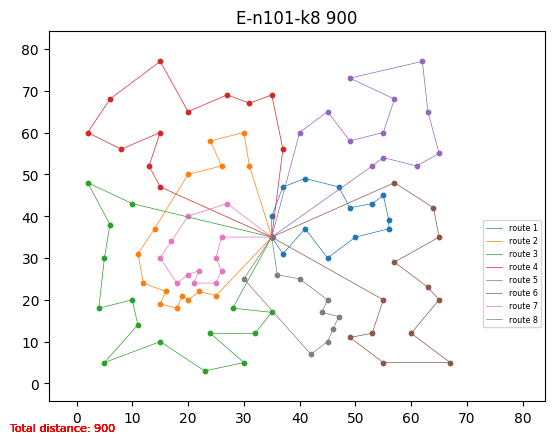 E-n101-k8 900
80
70
60
50
40
30
20
10
0
route 1
route 2
route 3
route 4
route 5
route 6
route 7
route 8
0 10 20 30 40 50 60 70 80
Total distance: 900